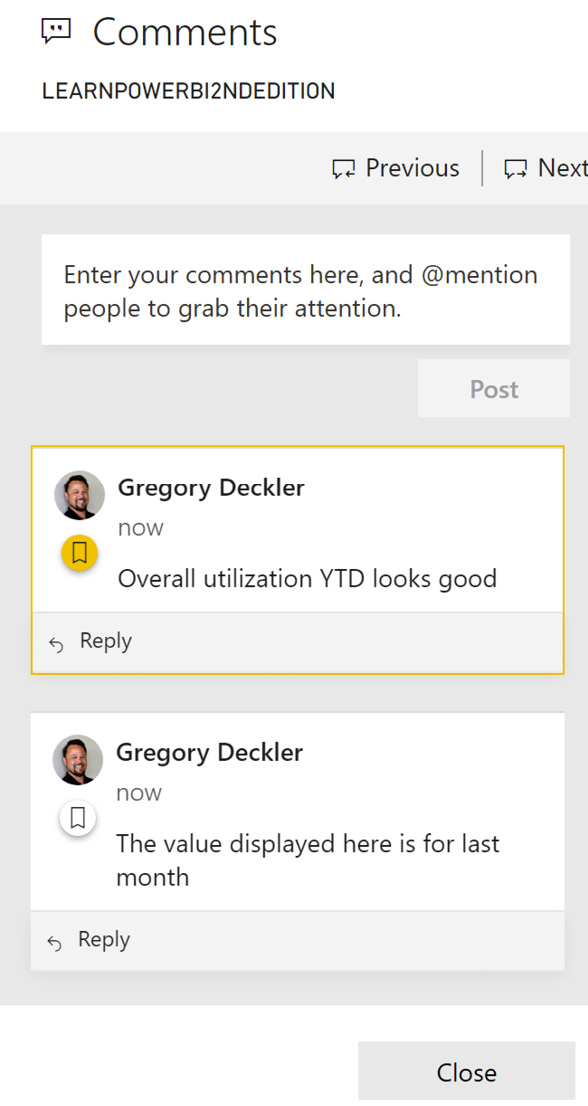 Comments
LEARNPOWERBI2NDEDITION
Previous
Next
Enter your comments here, and @mention
people to grab their attention.
Post
Gregory Deckler
now
Overall utilization YTD looks good
Reply
Gregory Deckler
now
The value displayed here is for last
month
Reply
Close